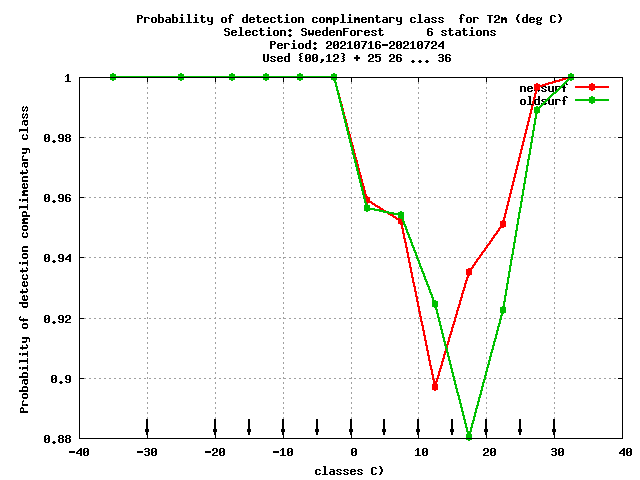 Probability of detection complimentary class for T2m (deg C)
Selection: SwedenForest 6 stations
Period: 20210716-20210724
Used {00,12} + 25 26 ... 36
Probability of detection complimentary class
1
0.98
0.96
0.94
0.92
0.9
0.88
newsurf
oldsurf
-40 -30 -20 -10 0 10 20 30 40
classes C)